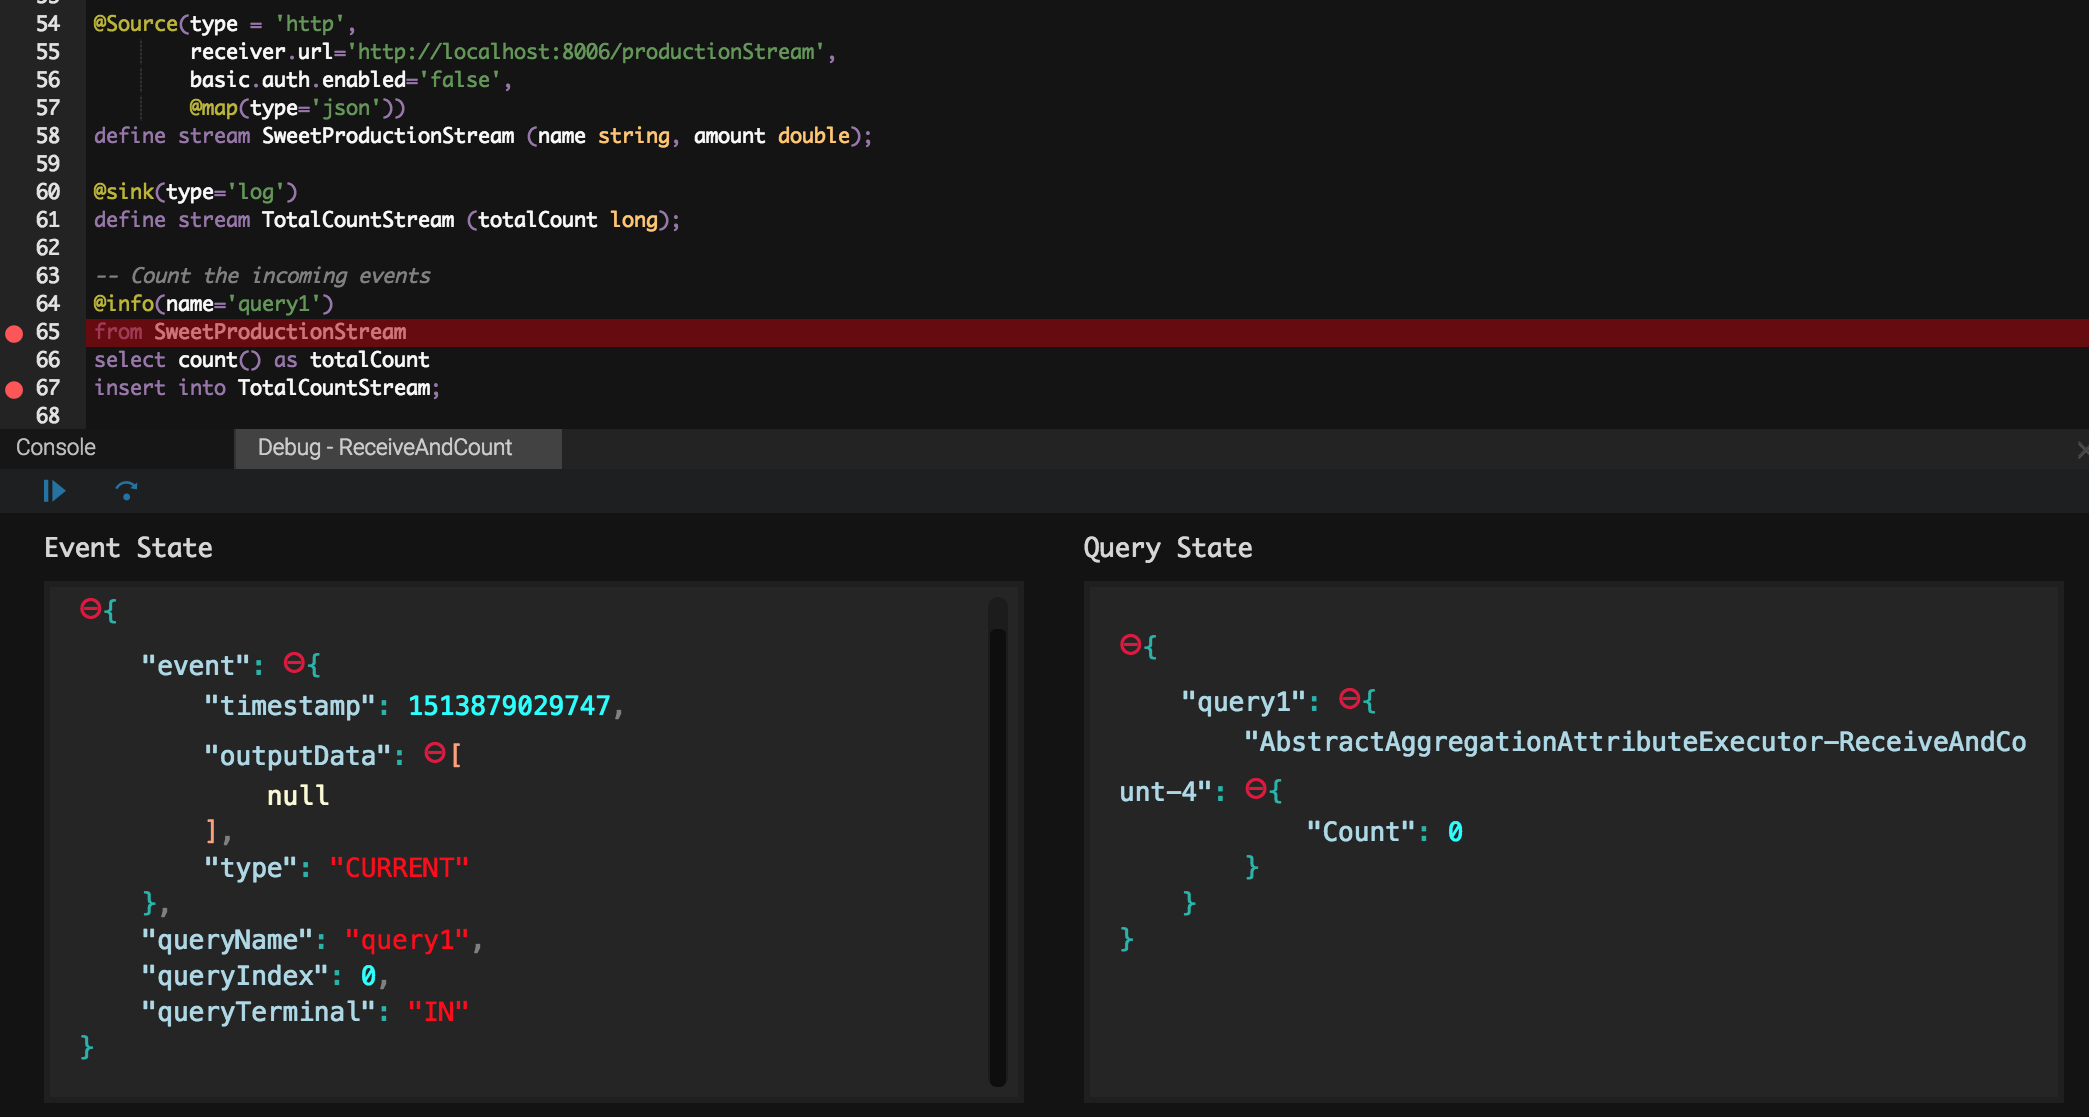 54 @Source(type = 'http',
55 receiver.url='http://localhost:8006/productionStream',
56 basic.auth.enabled='false',
57 @map(type='json'))
58 define stream SweetProductionStream (name string, amount double);
59
60 @sink(type='log')
61 define stream TotalCountStream (totalCount long);
62
63 -- Count the incoming events
64 @info(name='query1')
65 from SweetProductionStream
66 select count() as totalCount
67 insert into TotalCountStream;
68
Console Debug - ReceiveAndCount
Event State
{
"event": {
"timestamp": 1513879029747,
"outputData": [
null
],
"type": "CURRENT"
},
"queryName": "query1",
"queryIndex": 0,
"queryTerminal": "IN"
}
Query State
{
"query1": {
"AbstractAggregationAttributeExecutor-ReceiveAndCo
unt-4": {
"Count": 0
}
}
}